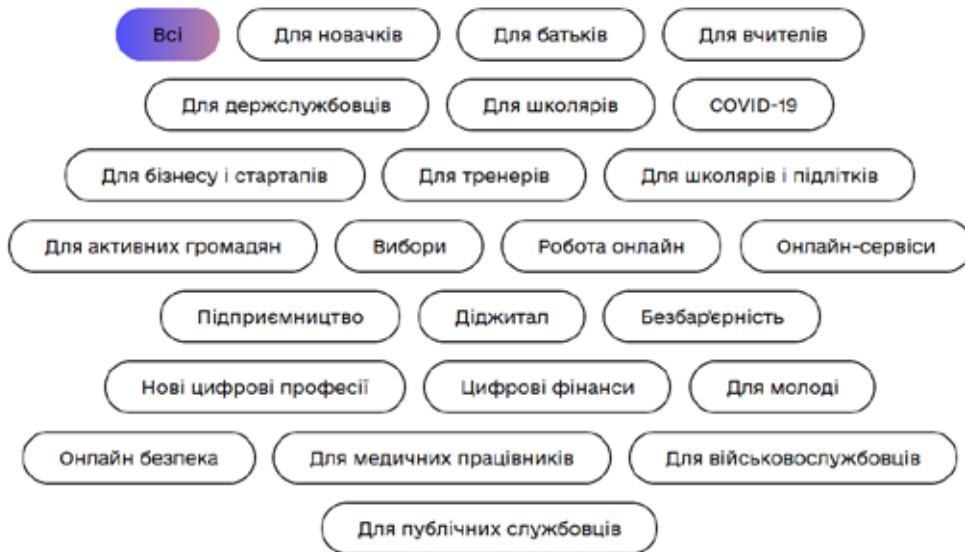 Всі Для новачків Для батьків Для вчителів
Для держслужбовців Для школярів COVID-19
Для бізнесу і стартапів Для тренерів Для школярів і підлітків
Для активних громадян Вибори Робота онлайн Онлайн-сервіси
Підприємництво Діджитал Безбар'єрність
Нові цифрові професії Цифрові фінанси Для молоді
Онлайн безпека Для медичних працівників Для військовослужбовців
Для публічних службовців